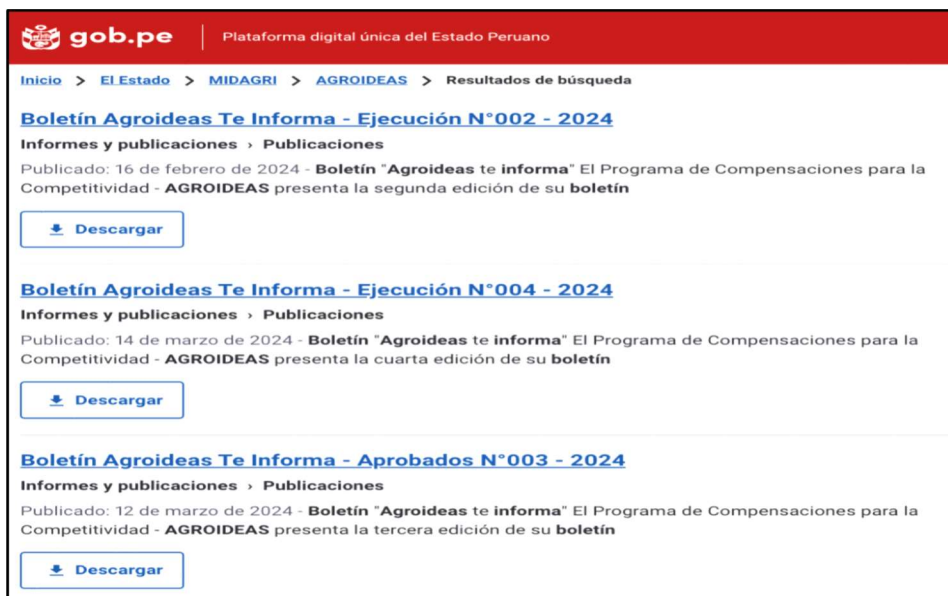 gob.pe | Plataforma digital única del Estado Peruano
Inicio > El Estado > MIDAGRI > AGROIDEAS > Resultados de búsqueda
Boletín Agroideas Te Informa - Ejecución N°002 - 2024
Informes y publicaciones › Publicaciones
Publicado: 16 de febrero de 2024 - Boletín "Agroideas te informa" El Programa de Compensaciones para la
Competitividad - AGROIDEAS presenta la segunda edición de su boletín
Descargar
Boletín Agroideas Te Informa - Ejecución N°004 - 2024
Informes y publicaciones › Publicaciones
Publicado: 14 de marzo de 2024 - Boletín "Agroideas te informa" El Programa de Compensaciones para la
Competitividad - AGROIDEAS presenta la cuarta edición de su boletín
Descargar
Boletín Agroideas Te Informa - Aprobados N°003 - 2024
Informes y publicaciones › Publicaciones
Publicado: 12 de marzo de 2024 - Boletín "Agroideas te informa" El Programa de Compensaciones para la
Competitividad - AGROIDEAS presenta la tercera edición de su boletín
Descargar